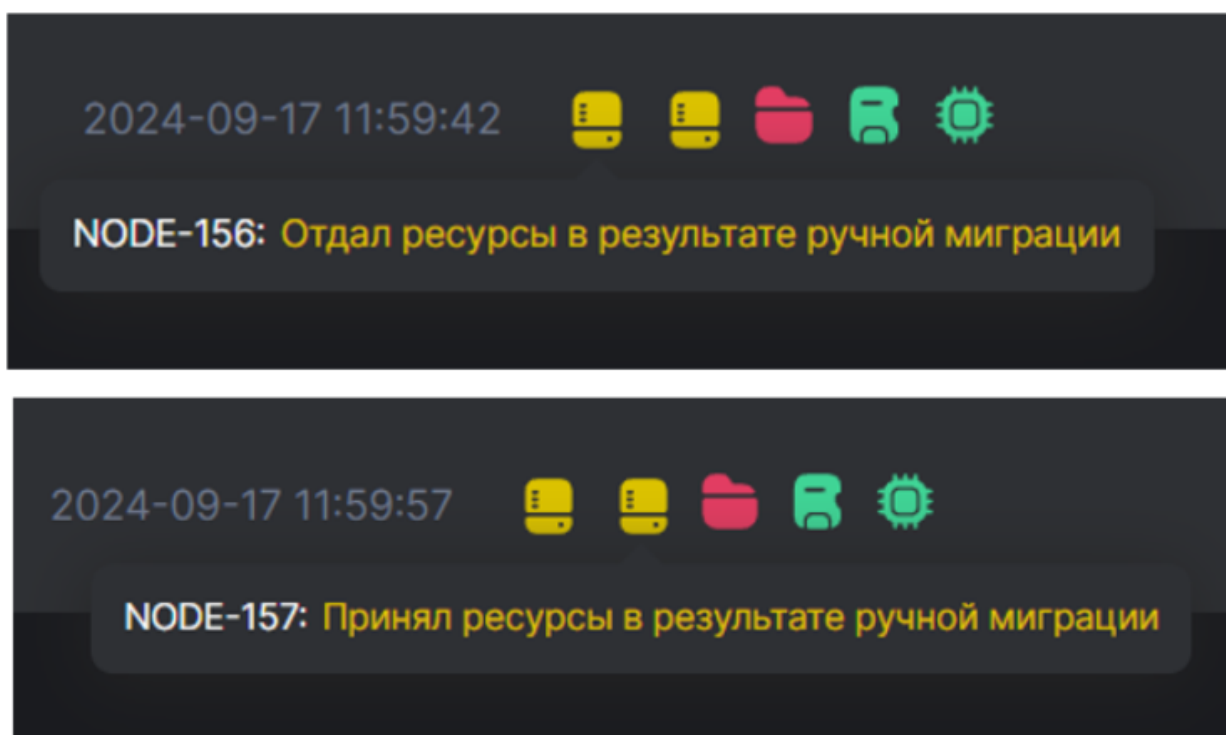 2024-09-17 11:59:42
NODE-156: Отдал ресурсы в результате ручной миграции
2024-09-17 11:59:57
NODE-157: Принял ресурсы в результате ручной миграции